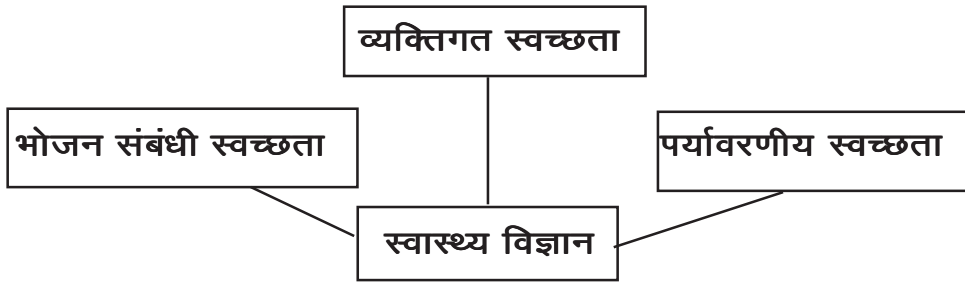 व्यक्तिगत स्वच्छता
भोजन संबंधी स्वच्छता
पर्यावरणीय स्वच्छता
स्वास्थ्य विज्ञान